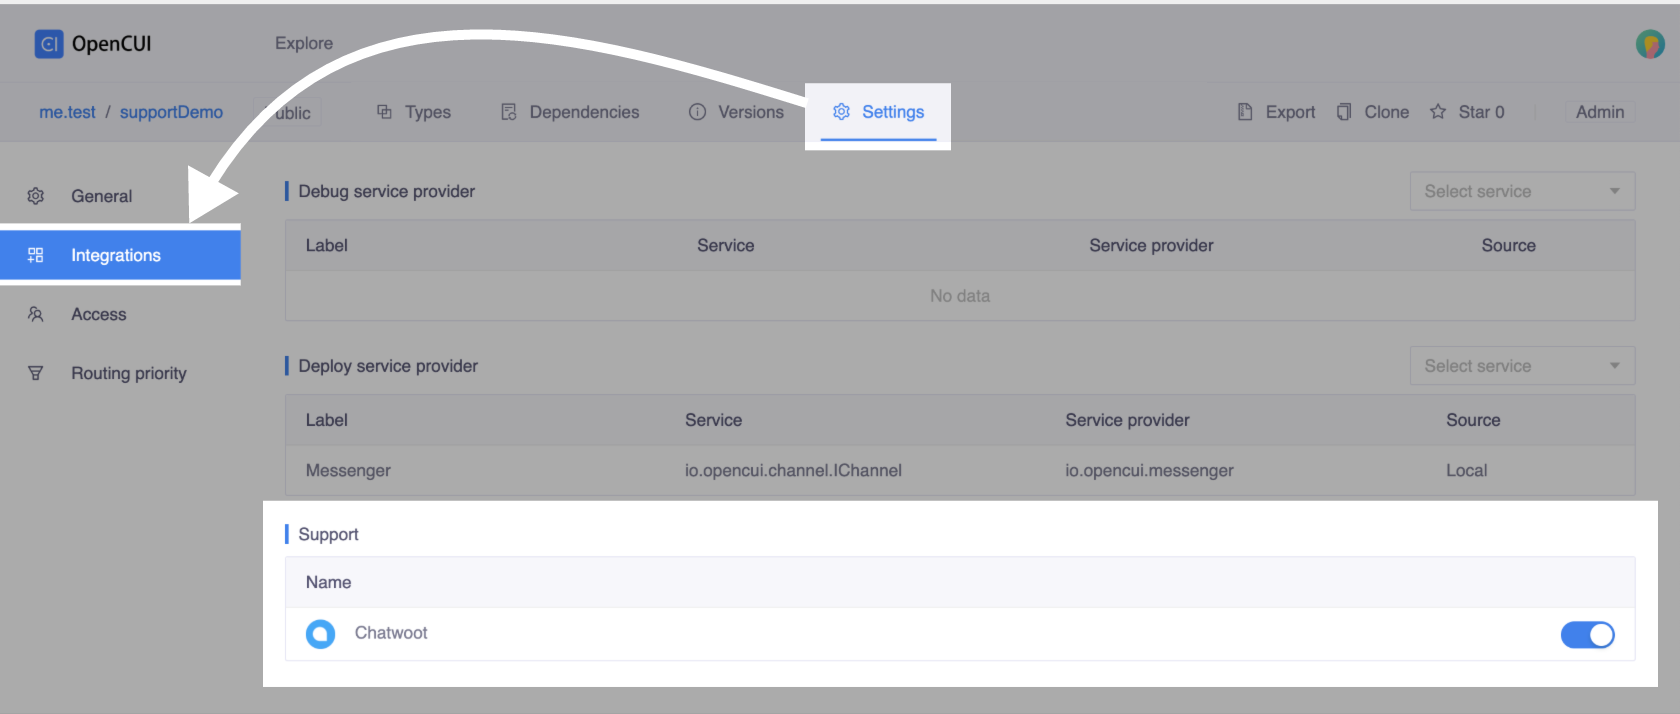 OpenCUI Explore
me.test / supportDemo Public Types Dependencies Versions Settings Export Clone Star 0 Admin
General
Integrations
Access
Routing priority
Debug service provider Select service
Label Service Service provider Source
No data
Deploy service provider Select service
Label Service Service provider Source
Messenger io.opencui.channel.IChannel io.opencui.messenger Local
Support
Name
Chatwoot